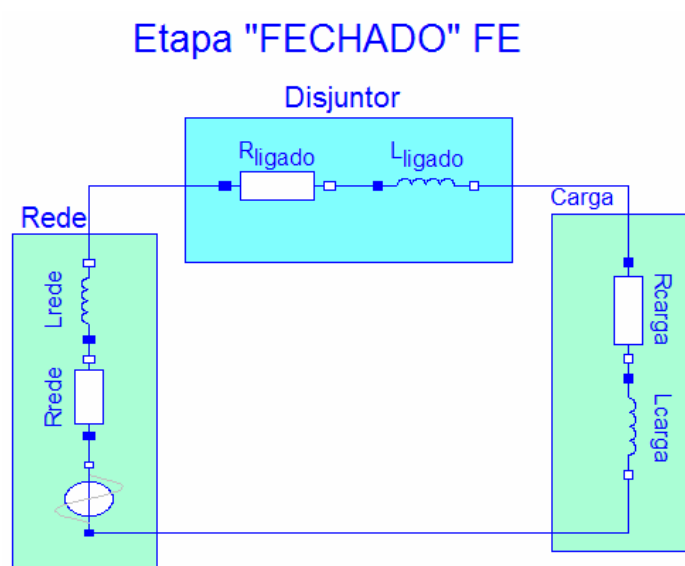 Etapa "FECHADO" FE
Disjuntor
Rligado
Lligado
Rede
Carga
Lrede
Rrede
Rcarga
Lcarga